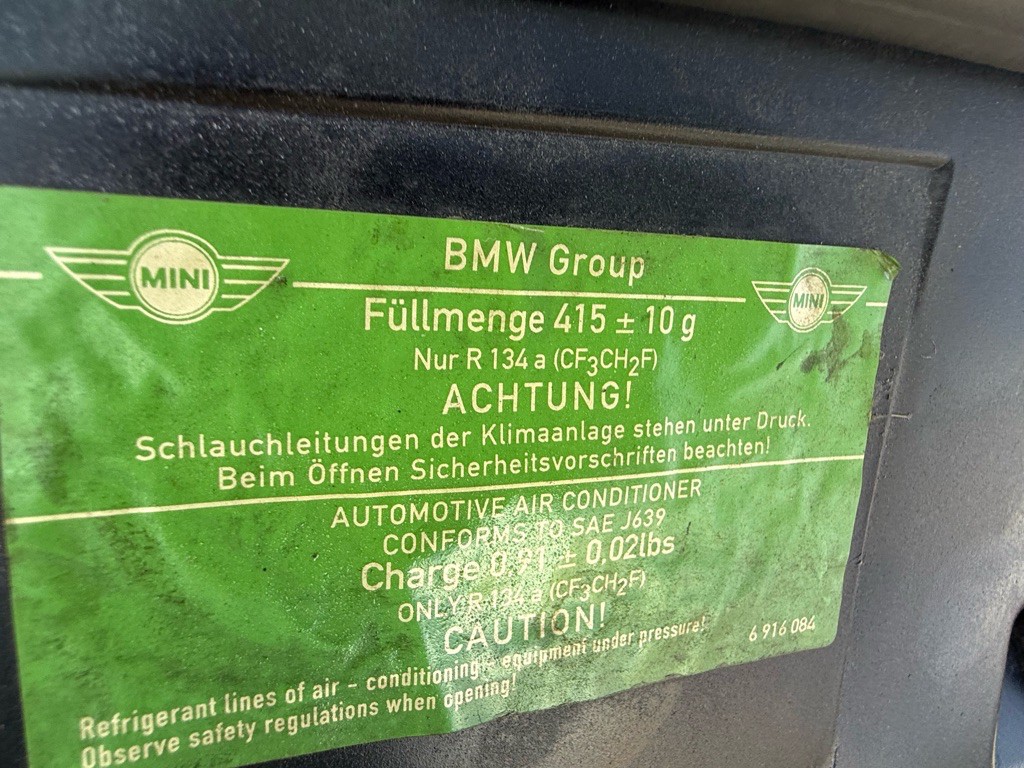 MINI
BMW Group
MINI
Füllmenge 415 ± 10 g
Nur R 134 a (CF3CH2F)
ACHTUNG!
Schlauchleitungen der Klimaanlage stehen unter Druck.
Beim Öffnen Sicherheitsvorschriften beachten!
AUTOMOTIVE AIR CONDITIONER
CONFORMS TO SAE J639
Charge 0,91 ± 0,02lbs
ONLY R 134 a (CF3CH2F)
CAUTION!
Refrigerant lines of air - conditioning - equipment under pressure!
Observe safety regulations when opening!
6 916 084